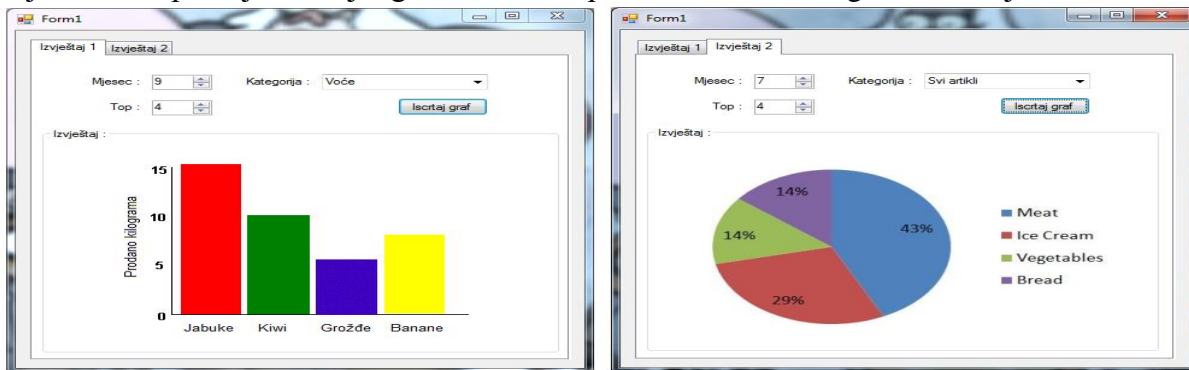 Form1
Izvještaj 1 Izvještaj 2
Mjesec : 9 Kategorija : Voće
Top : 4 Iscrtaj graf
Izvještaj :
15
10
5
0
Prodano kilograma
Jabuke Kiwi Grožđe Banane
Form1
Izvještaj 1 Izvještaj 2
Mjesec : 7 Kategorija : Svi artikli
Top : 4 Iscrtaj graf
Izvještaj :
14%
14%
43%
29%
Meat
Ice Cream
Vegetables
Bread